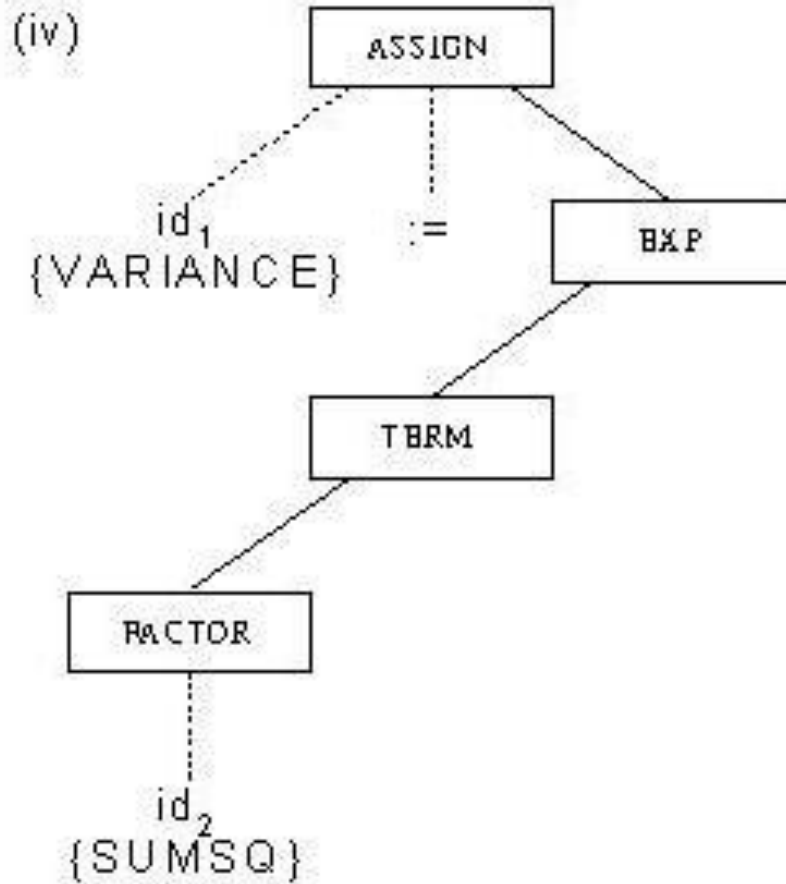 (iv)
ASSIGN
id₁
{VARIANCE}
:=
EXP
TERM
FACTOR
id₂
{SUMSQ}